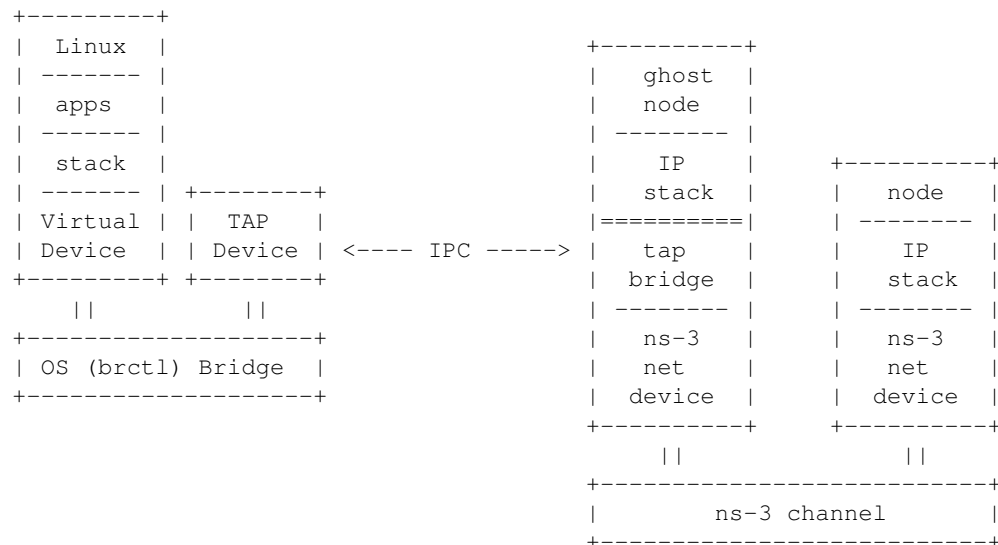 +---------+
|  Linux  |                             +----------+
| ------- |                             |   ghost  |
|  apps   |                             |   node   |
| ------- |                             | -------- |
|  stack  |                             |    IP    |     +----------+
| ------- | +--------+                  |   stack  |     |   node   |
| Virtual | |  TAP   |                  |==========|     | -------- |
| Device  | | Device | <---- IPC -----> |   tap    |     |    IP    |
+---------+ +--------+                  |  bridge  |     |   stack  |
    ||          ||                      | -------- |     | -------- |
+--------------------+                  |   ns-3   |     |   ns-3   |
| OS (brctl) Bridge  |                  |   net    |     |   net    |
+--------------------+                  |  device  |     |  device  |
                                        +----------+     +----------+
                                             ||               ||
                                        +---------------------------+
                                        |        ns-3 channel       |
                                        +---------------------------+